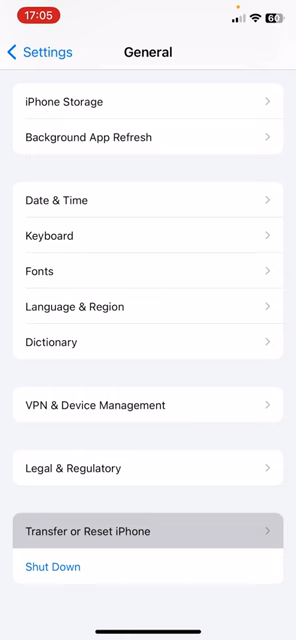 17:05
60
Settings
General
iPhone Storage
Background App Refresh
Date & Time
Keyboard
Fonts
Language & Region
Dictionary
VPN & Device Management
Legal & Regulatory
Transfer or Reset iPhone
Shut Down